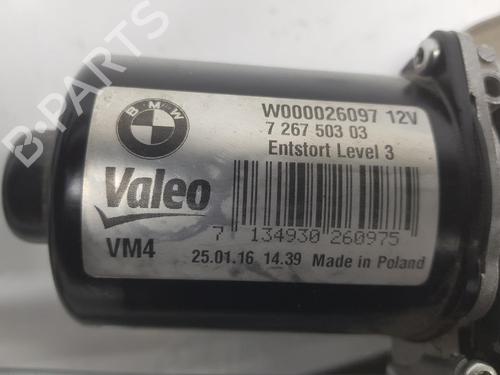 B-PARTS
BMW
W000026097 12V
7 267 503 03
Entstort Level 3
Valeo
7 134930 260975
VM4
25.01.16 14.39 Made in Poland